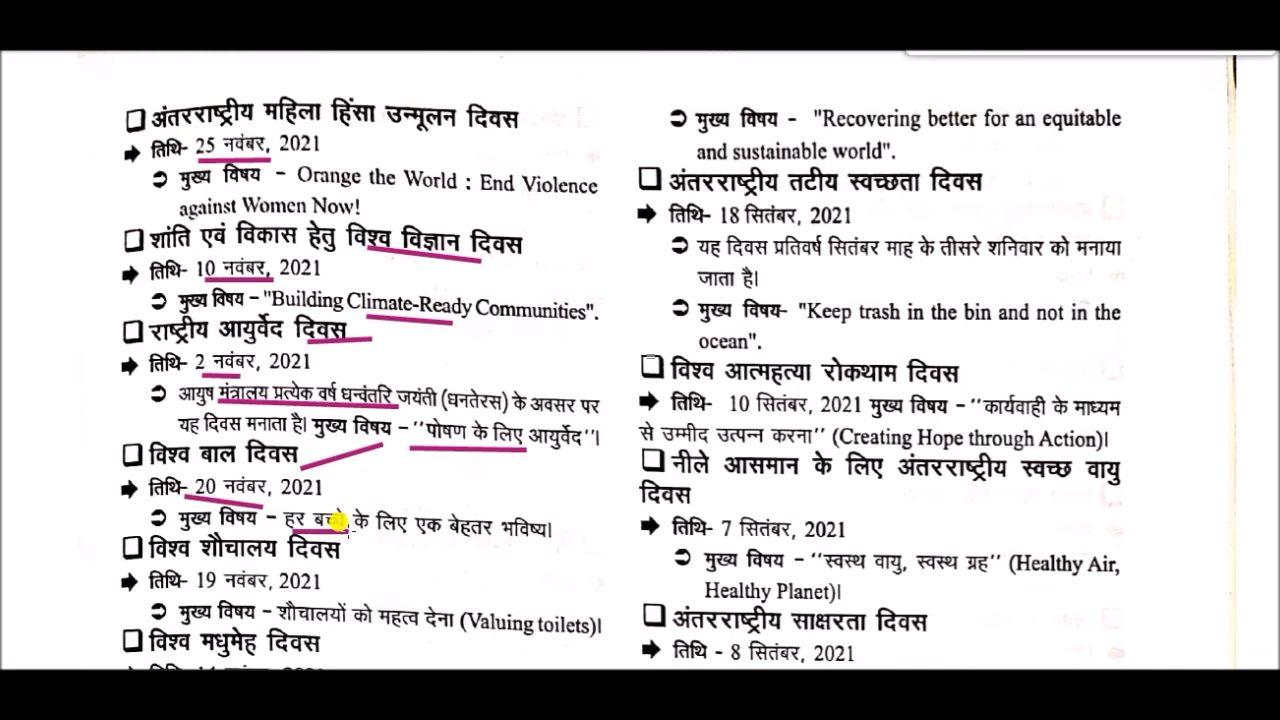 अंतरराष्ट्रीय महिला हिंसा उन्मूलन दिवस
तिथि- 25 नवंबर, 2021
मुख्य विषय - Orange the World : End Violence
against Women Now!
शांति एवं विकास हेतु विश्व विज्ञान दिवस
तिथि- 10 नवंबर, 2021
मुख्य विषय - "Building Climate-Ready Communities".
राष्ट्रीय आयुर्वेद दिवस
तिथि- 2 नवंबर, 2021
आयुष मंत्रालय प्रत्येक वर्ष धन्वंतरि जयंती (धनतेरस) के अवसर पर
यह दिवस मनाता है। मुख्य विषय - "पोषण के लिए आयुर्वेद"।
विश्व बाल दिवस
तिथि- 20 नवंबर, 2021
मुख्य विषय - हर बच्चे के लिए एक बेहतर भविष्य।
विश्व शौचालय दिवस
तिथि- 19 नवंबर, 2021
मुख्य विषय - शौचालयों को महत्व देना (Valuing toilets)।
विश्व मधुमेह दिवस
मुख्य विषय - "Recovering better for an equitable
and sustainable world".
अंतरराष्ट्रीय तटीय स्वच्छता दिवस
तिथि- 18 सितंबर, 2021
यह दिवस प्रतिवर्ष सितंबर माह के तीसरे शनिवार को मनाया
जाता है।
मुख्य विषय- "Keep trash in the bin and not in the
ocean".
विश्व आत्महत्या रोकथाम दिवस
तिथि- 10 सितंबर, 2021 मुख्य विषय - "कार्यवाही के माध्यम
से उम्मीद उत्पन्न करना" (Creating Hope through Action)।
नीले आसमान के लिए अंतरराष्ट्रीय स्वच्छ वायु
दिवस
तिथि- 7 सितंबर, 2021
मुख्य विषय - "स्वस्थ वायु, स्वस्थ ग्रह" (Healthy Air,
Healthy Planet)।
अंतरराष्ट्रीय साक्षरता दिवस
तिथि - 8 सितंबर, 2021